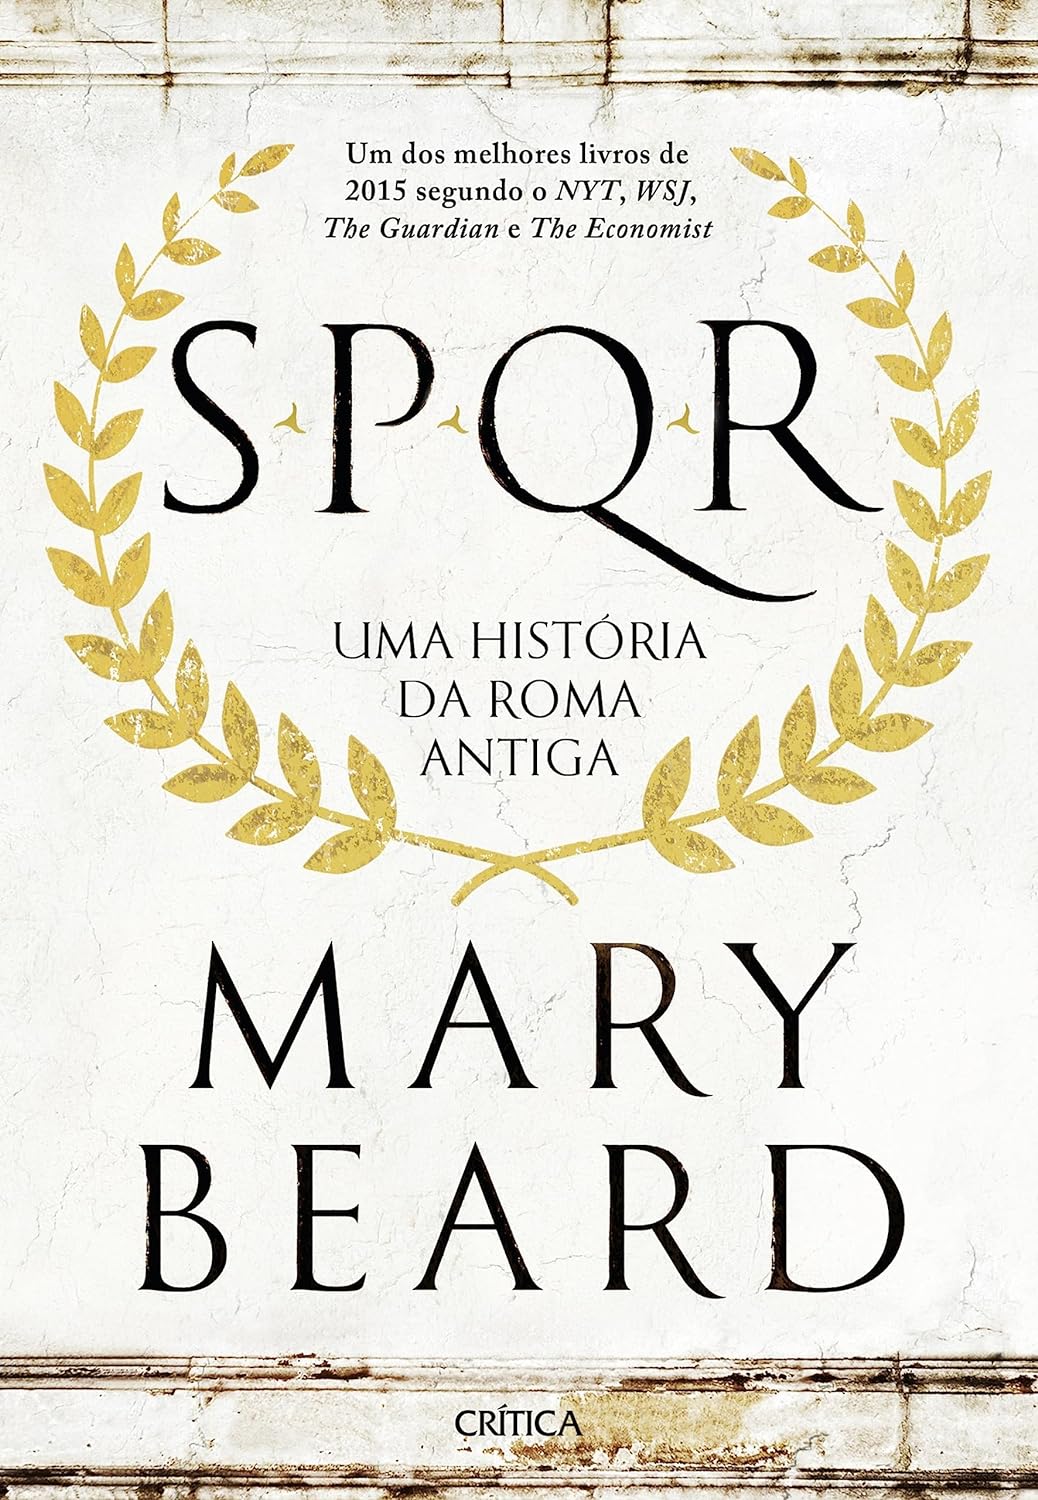 Um dos melhores livros de
2015 segundo o NYT, WSJ,
The Guardian e The Economist
S·P·Q·R
UMA HISTÓRIA
DA ROMA
ANTIGA
MARY
BEARD
CRÍTICA